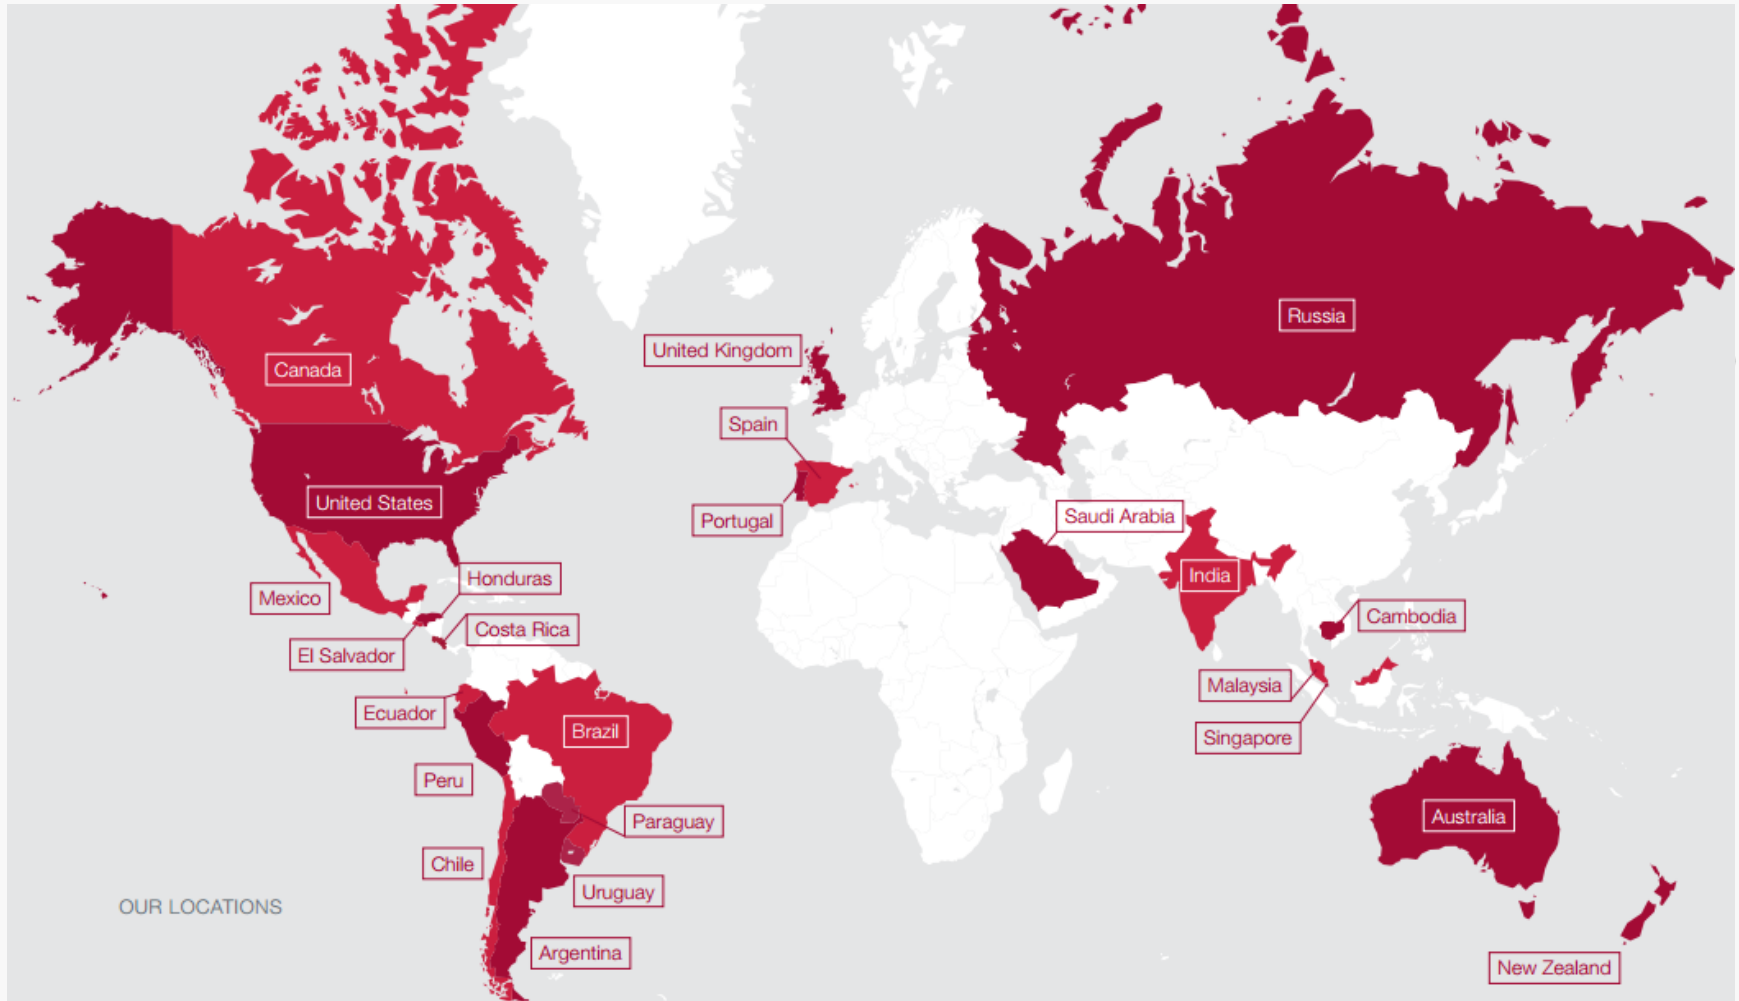 Canada
United States
Mexico
Honduras
El Salvador
Costa Rica
Ecuador
Brazil
Peru
Paraguay
Chile
Uruguay
Argentina
OUR LOCATIONS
United Kingdom
Spain
Portugal
Russia
Saudi Arabia
India
Cambodia
Malaysia
Singapore
Australia
New Zealand